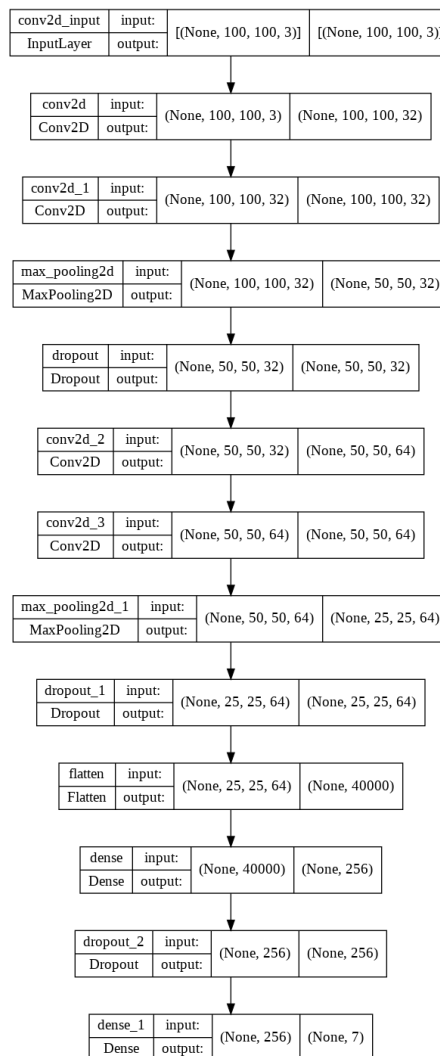 conv2d_input input: [(None, 100, 100, 3)] [(None, 100, 100, 3)]
InputLayer output:
conv2d input: (None, 100, 100, 3) (None, 100, 100, 32)
Conv2D output:
conv2d_1 input: (None, 100, 100, 32) (None, 100, 100, 32)
Conv2D output:
max_pooling2d input: (None, 100, 100, 32) (None, 50, 50, 32)
MaxPooling2D output:
dropout input: (None, 50, 50, 32) (None, 50, 50, 32)
Dropout output:
conv2d_2 input: (None, 50, 50, 32) (None, 50, 50, 64)
Conv2D output:
conv2d_3 input: (None, 50, 50, 64) (None, 50, 50, 64)
Conv2D output:
max_pooling2d_1 input: (None, 50, 50, 64) (None, 25, 25, 64)
MaxPooling2D output:
dropout_1 input: (None, 25, 25, 64) (None, 25, 25, 64)
Dropout output:
flatten input: (None, 25, 25, 64) (None, 40000)
Flatten output:
dense input: (None, 40000) (None, 256)
Dense output:
dropout_2 input: (None, 256) (None, 256)
Dropout output:
dense_1 input: (None, 256) (None, 7)
Dense output: